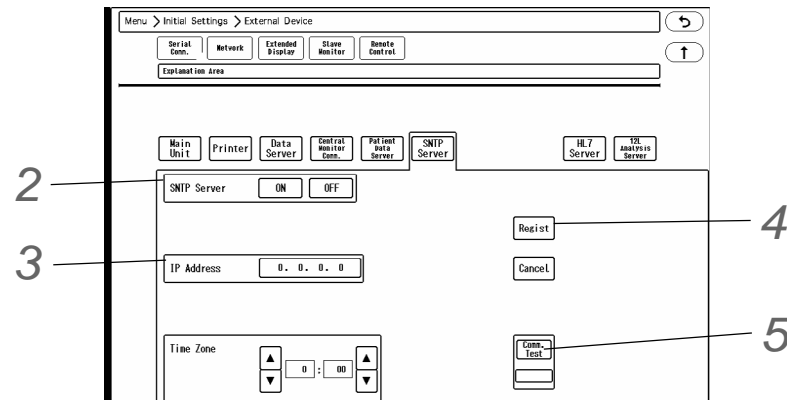 Menu > Initial Settings > External Device
Serial Conn.
Network
Extended Display
Slave Monitor
Remote Control
Explanation Area
Main Unit
Printer
Data Server
Central Monitor Conn.
Patient Data Server
SNTP Server
HL7 Server
12L Analysis Server
2
SNTP Server ON OFF
Regist
4
3
IP Address 0. 0. 0. 0
Cancel
Time Zone
0 : 00
Comm. Test
5